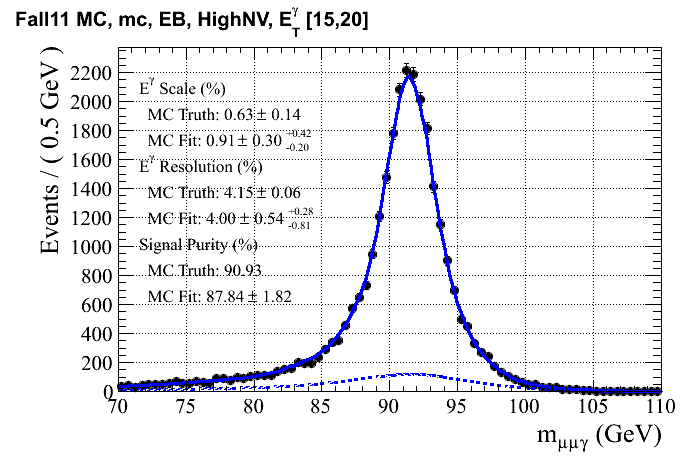 Fall11 MC, mc, EB, HighNV, E_T^γ [15,20]
Events / ( 0.5 GeV )
2200
2000
1800
1600
1400
1200
1000
800
600
400
200
0
E^γ Scale (%)
MC Truth: 0.63 ± 0.14
MC Fit: 0.91 ± 0.30 +0.42 -0.20
E^γ Resolution (%)
MC Truth: 4.15 ± 0.06
MC Fit: 4.00 ± 0.54 +0.28 -0.81
Signal Purity (%)
MC Truth: 90.93
MC Fit: 87.84 ± 1.82
70 75 80 85 90 95 100 105 110
m_μμγ (GeV)